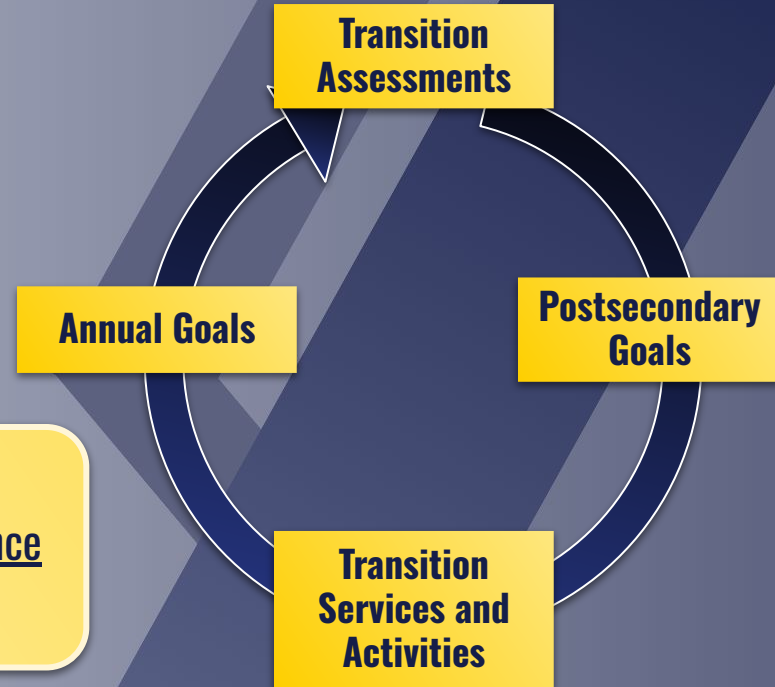 Transition
Assessments
Postsecondary
Goals
Annual Goals
Transition
Services and
Activities